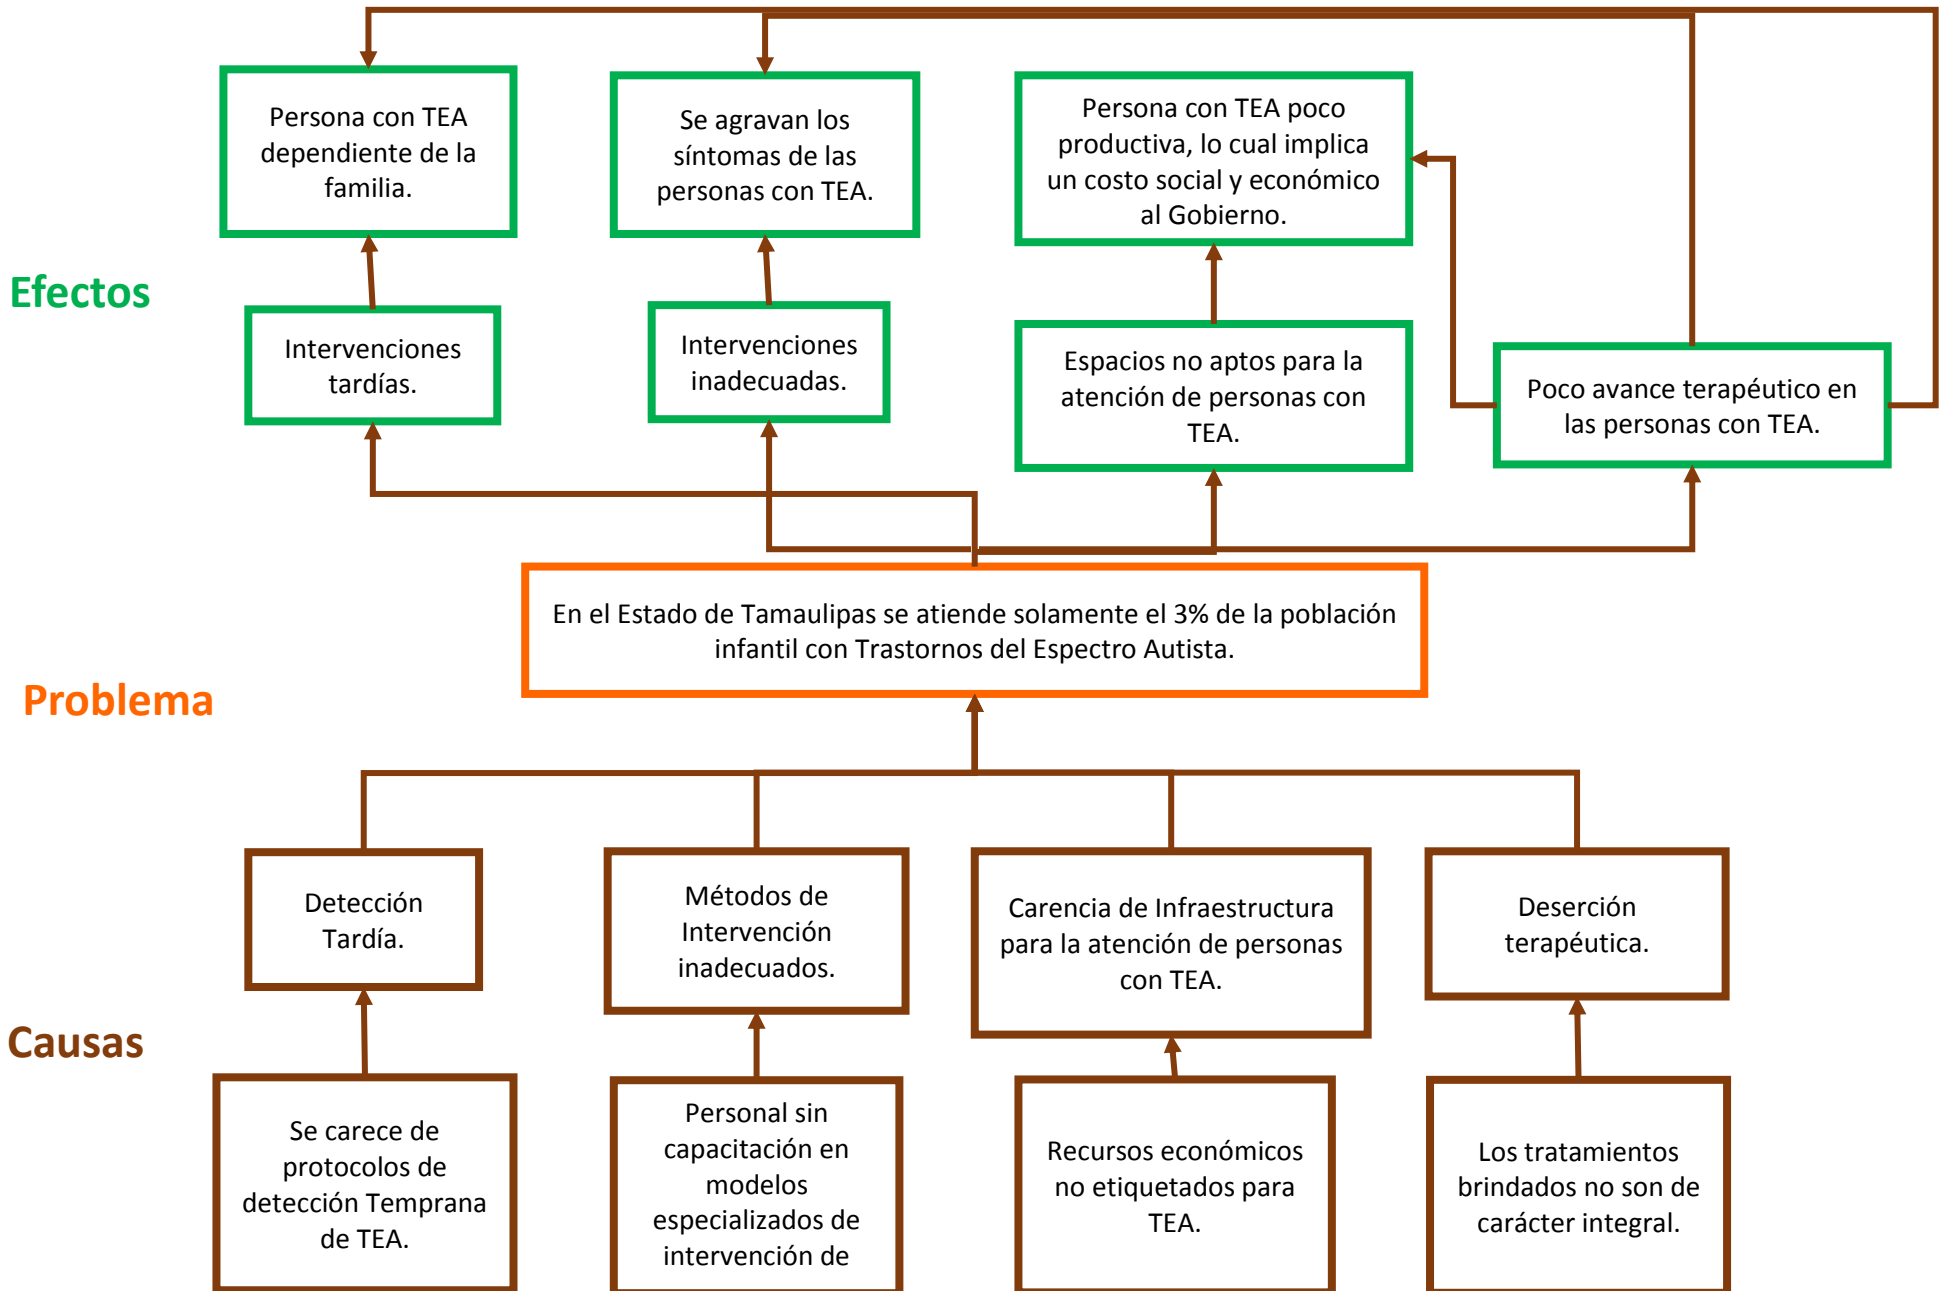 Persona con TEA
dependiente de la
familia.
Se agravan los
síntomas de las
personas con TEA.
Persona con TEA poco
productiva, lo cual implica
un costo social y económico
al Gobierno.
Efectos
Intervenciones
tardías.
Intervenciones
inadecuadas.
Espacios no aptos para la
atención de personas con
TEA.
Poco avance terapéutico en
las personas con TEA.
En el Estado de Tamaulipas se atiende solamente el 3% de la población
infantil con Trastornos del Espectro Autista.
Problema
Detección
Tardía.
Métodos de
Intervención
inadecuados.
Carencia de Infraestructura
para la atención de personas
con TEA.
Deserción
terapéutica.
Causas
Se carece de
protocolos de
detección Temprana
de TEA.
Personal sin
capacitación en
modelos
especializados de
intervención de
Recursos económicos
no etiquetados para
TEA.
Los tratamientos
brindados no son de
carácter integral.